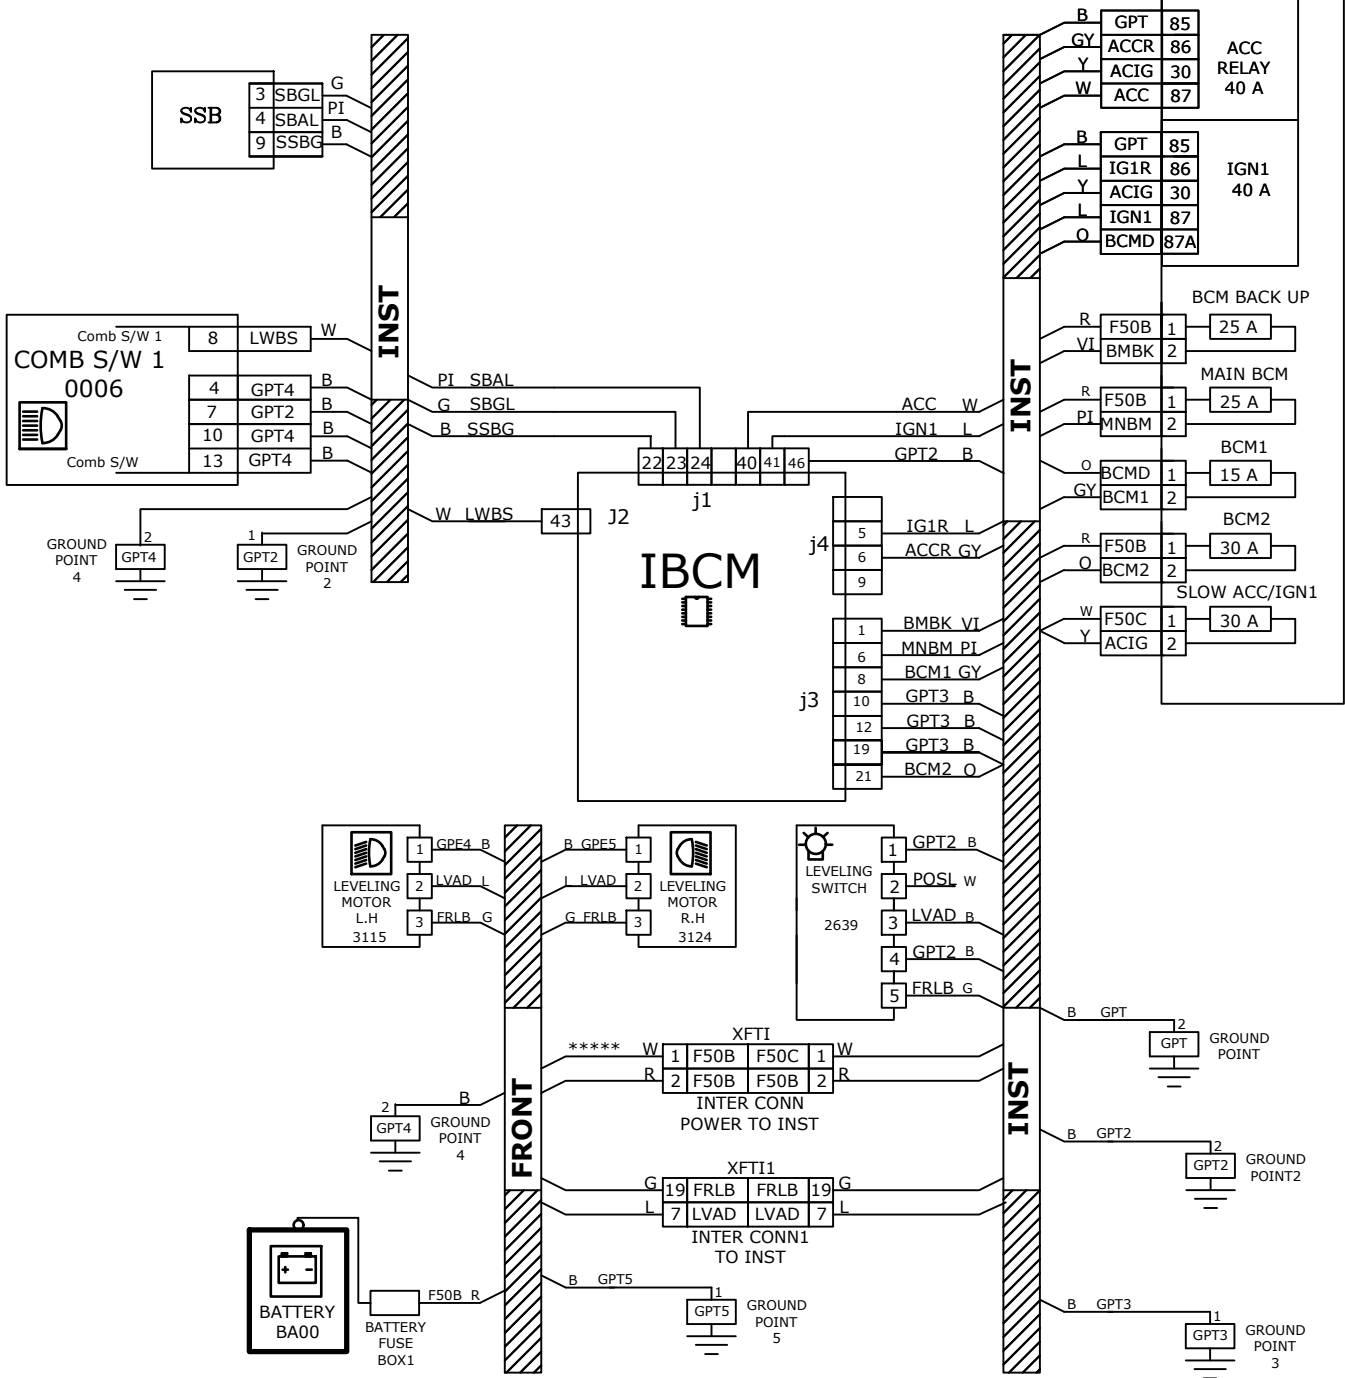 B GPT 85
GY ACCR 86
Y ACIG 30
W ACC 87
ACC
RELAY
40 A
B GPT 85
L IG1R 86
Y ACIG 30
L IGN1 87
O BCMD 87A
IGN1
40 A
SSB
3 SBGL G
4 SBAL PI
9 SSBG B
INST
Comb S/W 1
COMB S/W 1
0006
Comb S/W
8 LWBS W
4 GPT4 B
7 GPT2 B
10 GPT4 B
13 GPT4 B
2
GPT4
GROUND
POINT
4
1
GPT2
GROUND
POINT
2
PI SBAL
G SBGL
B SSBG
W LWBS
43 J2
22 23 24 40 41 46
j1
ACC W
IGN1 L
GPT2 B
IBCM
j4
5 IG1R L
6 ACCR GY
9
j3
1 BMBK VI
6 MNBM PI
8 BCM1 GY
10 GPT3 B
12 GPT3 B
19 GPT3 B
21 BCM2 O
INST
BCM BACK UP
R F50B 1 25 A
VI BMBK 2
MAIN BCM
R F50B 1 25 A
PI MNBM 2
BCM1
O BCMD 1 15 A
GY BCM1 2
BCM2
R F50B 1 30 A
O BCM2 2
SLOW ACC/IGN1
W F50C 1 30 A
Y ACIG 2
LEVELING
MOTOR
L.H
3115
1 GPE4 B
2 LVAD L
3 FRLB G
B GPE5 1
L LVAD 2
G FRLB 3
LEVELING
MOTOR
R.H
3124
LEVELING
SWITCH
2639
1 GPT2 B
2 POSL W
3 LVAD B
4 GPT2 B
5 FRLB G
FRONT
XFTI
***** W 1 F50B F50C 1 W
R 2 F50B F50B 2 R
INTER CONN
POWER TO INST
XFTI1
G 19 FRLB FRLB 19 G
L 7 LVAD LVAD 7 L
INTER CONN1
TO INST
INST
B GPT
2
GPT
GROUND
POINT
B
2
GPT4
GROUND
POINT
4
B GPT2
2
GPT2
GROUND
POINT2
BATTERY
BA00
F50B R
BATTERY
FUSE
BOX1
B GPT5
1
GPT5
GROUND
POINT
5
B GPT3
1
GPT3
GROUND
POINT
3